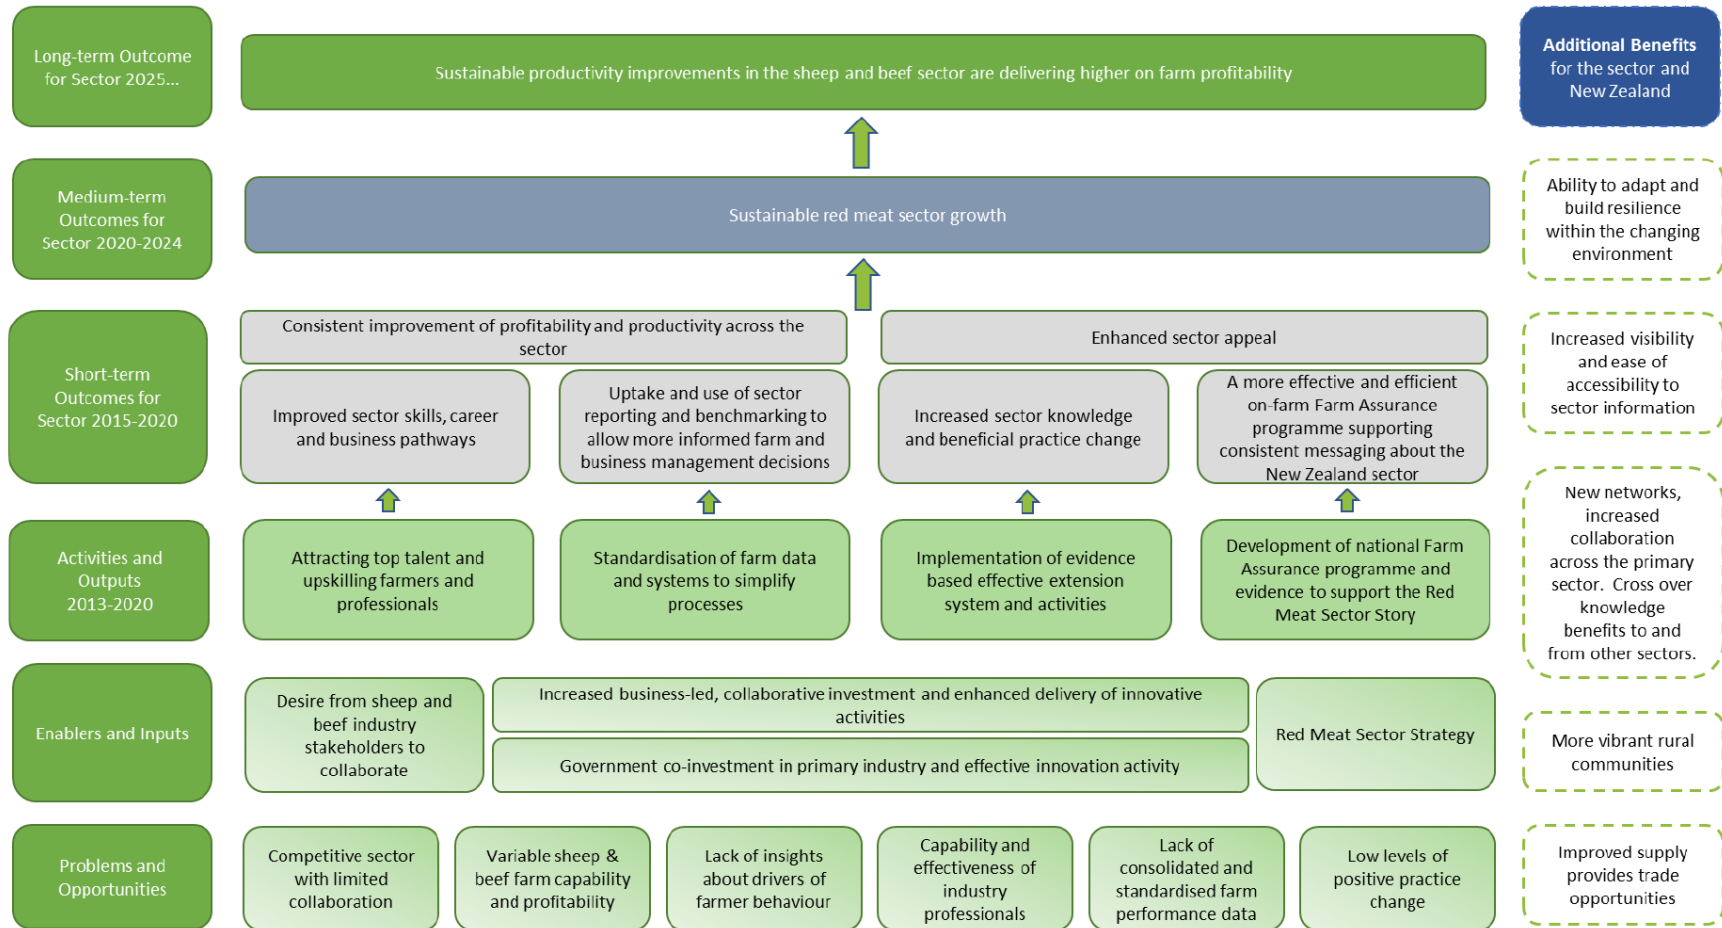 Long-term Outcome
for Sector 2025...
Sustainable productivity improvements in the sheep and beef sector are delivering higher on farm profitability
Additional Benefits
for the sector and
New Zealand
Medium-term
Outcomes for
Sector 2020-2024
Sustainable red meat sector growth
Ability to adapt and
build resilience
within the changing
environment
Short-term
Outcomes for
Sector 2015-2020
Consistent improvement of profitability and productivity across the
sector
Enhanced sector appeal
Improved sector skills, career
and business pathways
Uptake and use of sector
reporting and benchmarking to
allow more informed farm and
business management decisions
Increased sector knowledge
and beneficial practice change
A more effective and efficient
on-farm Farm Assurance
programme supporting
consistent messaging about the
New Zealand sector
Increased visibility
and ease of
accessibility to
sector information
Activities and
Outputs
2013-2020
Attracting top talent and
upskilling farmers and
professionals
Standardisation of farm data
and systems to simplify
processes
Implementation of evidence
based effective extension
system and activities
Development of national Farm
Assurance programme and
evidence to support the Red
Meat Sector Story
New networks,
increased
collaboration
across the primary
sector.  Cross over
knowledge
benefits to and
from other sectors.
Enablers and Inputs
Desire from sheep and
beef industry
stakeholders to
collaborate
Increased business-led, collaborative investment and enhanced delivery of innovative
activities
Government co-investment in primary industry and effective innovation activity
Red Meat Sector Strategy
More vibrant rural
communities
Problems and
Opportunities
Competitive sector
with limited
collaboration
Variable sheep &
beef farm capability
and profitability
Lack of insights
about drivers of
farmer behaviour
Capability and
effectiveness of
industry
professionals
Lack of
consolidated and
standardised farm
performance data
Low levels of
positive practice
change
Improved supply
provides trade
opportunities